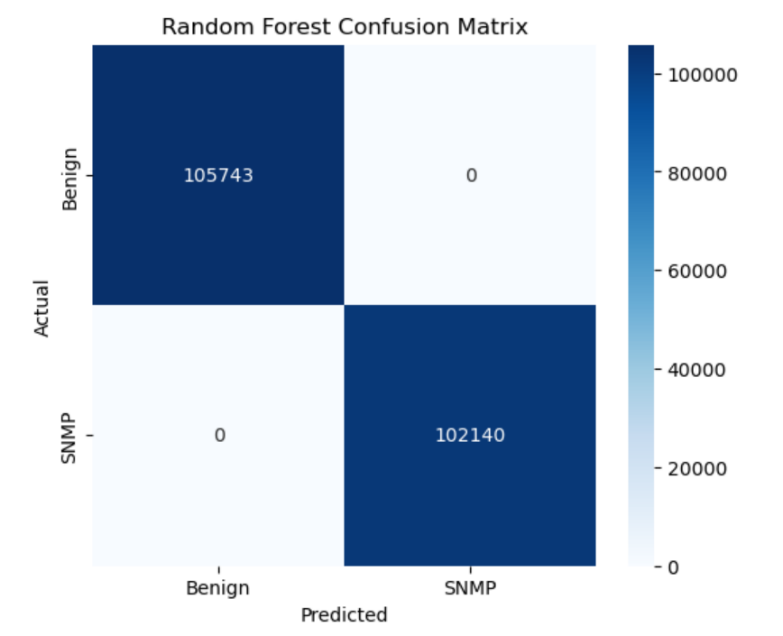 Random Forest Confusion Matrix
Actual
Benign
SNMP
105743
0
0
102140
Benign
SNMP
Predicted
100000
80000
60000
40000
20000
0